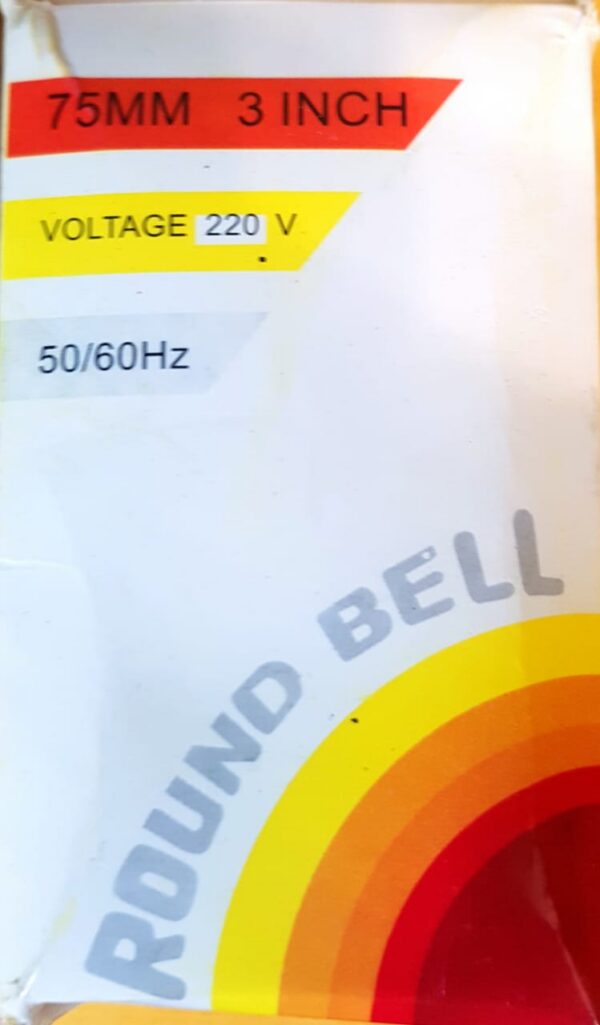 75MM 3 INCH
VOLTAGE 220 V
50/60Hz
ROUND BELL